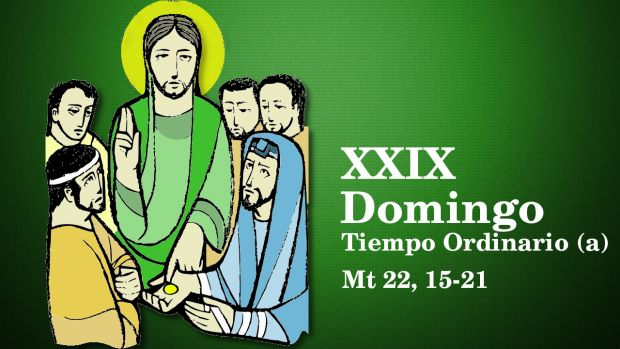 XXIX
Domingo
Tiempo Ordinario (a)
Mt 22, 15-21